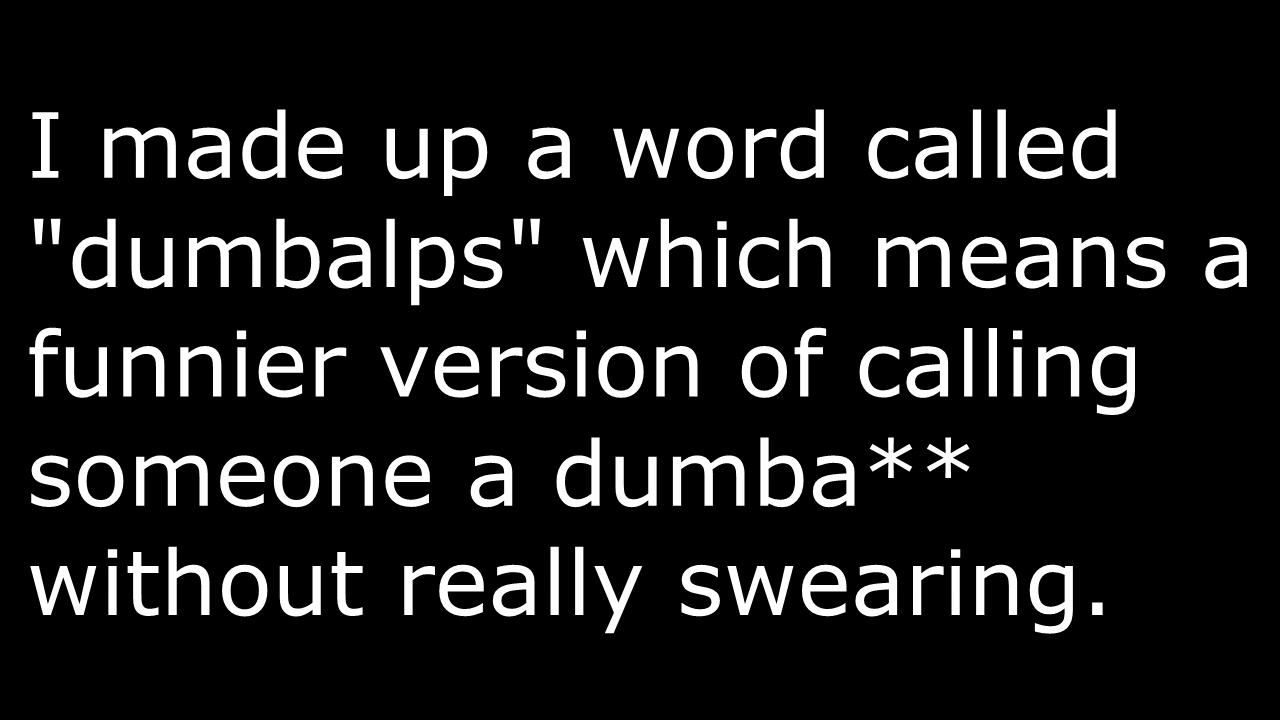 I made up a word called
"dumbalps" which means a
funnier version of calling
someone a dumba**
without really swearing.